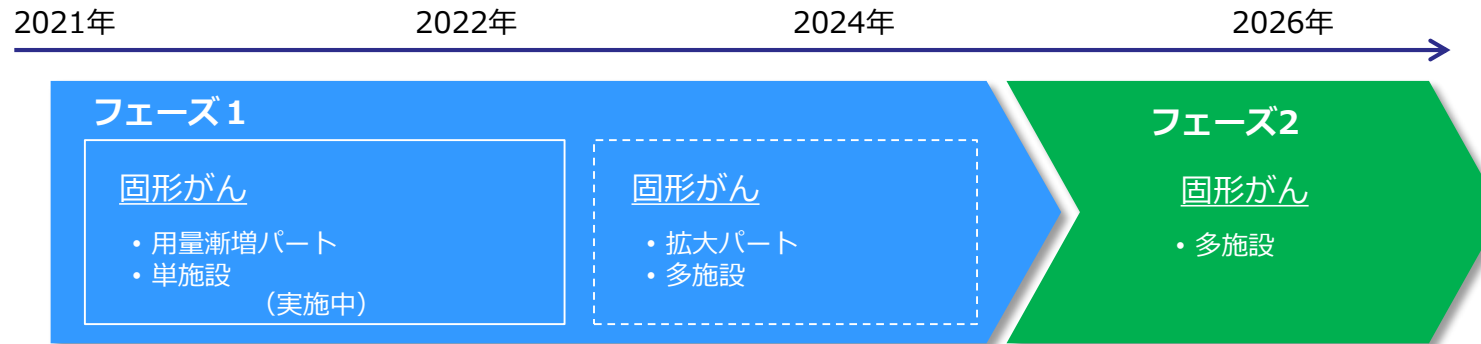 2021年 2022年 2024年 2026年
フェーズ１
固形がん
・用量漸増パート
・単施設
（実施中）
固形がん
・拡大パート
・多施設
フェーズ2
固形がん
・多施設